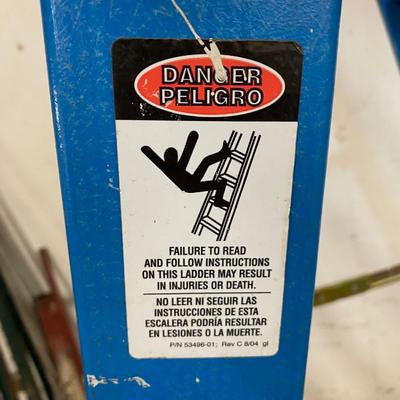 DANGER
PELIGRO
FAILURE TO READ
AND FOLLOW INSTRUCTIONS
ON THIS LADDER MAY RESULT
IN INJURIES OR DEATH.
NO LEER NI SEGUIR LAS
INSTRUCCIONES DE ESTA
ESCALERA PODRÍA RESULTAR
EN LESIONES O LA MUERTE.
P/N 53496-01; Rev C 8/04 gl